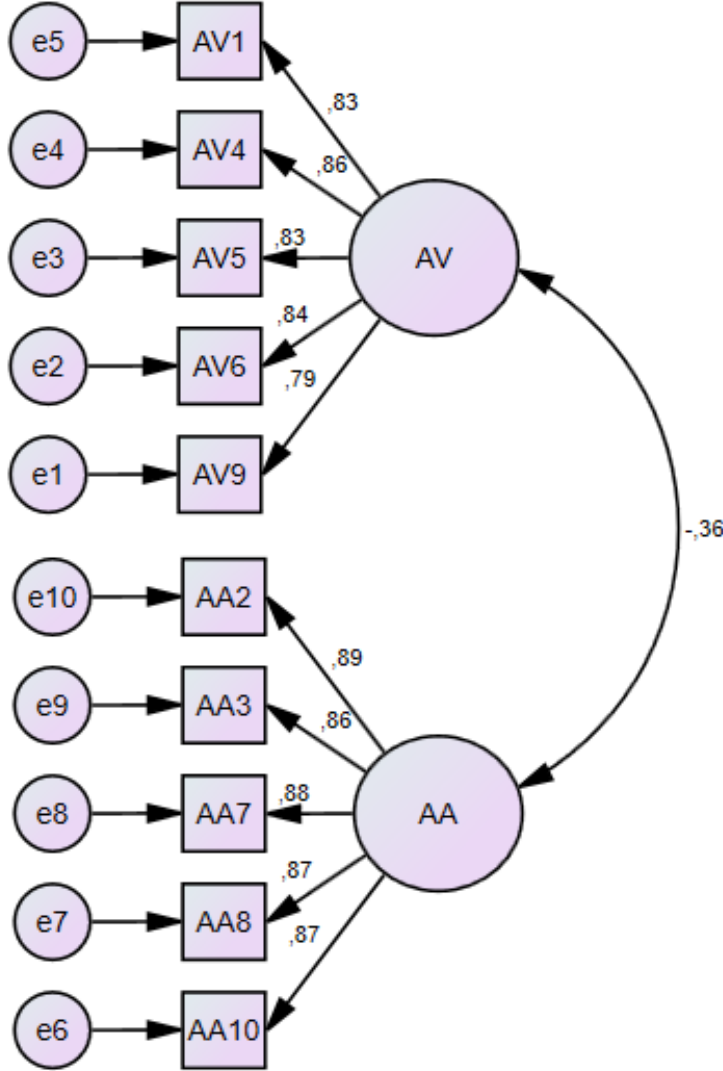 e5 AV1
,83
e4 AV4
,86
e3 AV5 ,83 AV
,84
e2 AV6
,79
e1 AV9
-,36
e10 AA2
,89
e9 AA3
,86
e8 AA7 ,88 AA
,87
e7 AA8
,87
e6 AA10